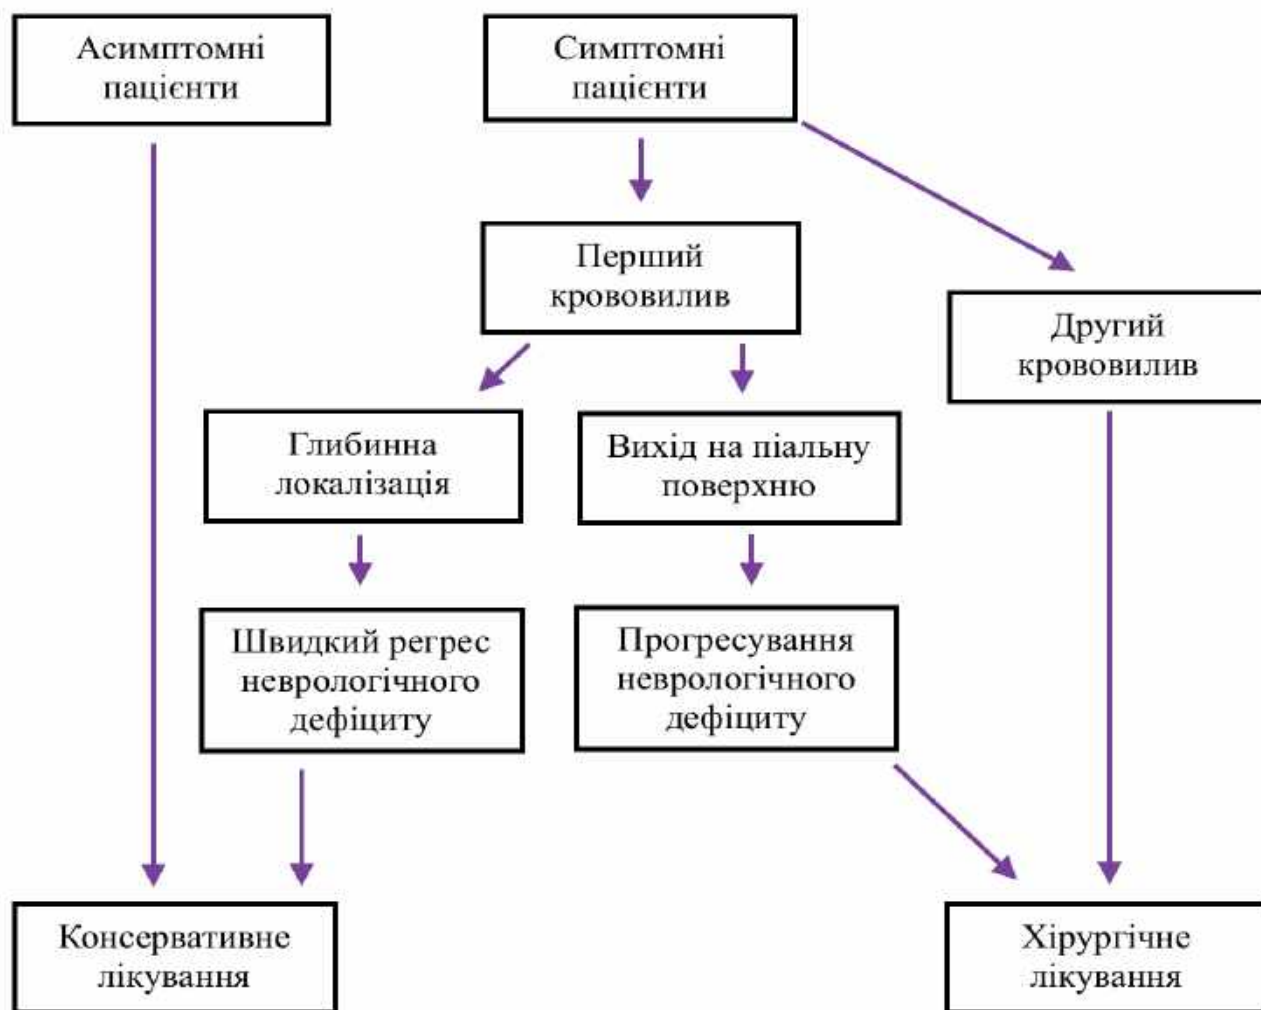 Асимптомні
пацієнти
Симптомні
пацієнти
Перший
крововилив
Другий
крововилив
Глибинна
локалізація
Вихід на піальну
поверхню
Швидкий регрес
неврологічного
дефіциту
Прогресування
неврологічного
дефіциту
Консервативне
лікування
Хірургічне
лікування